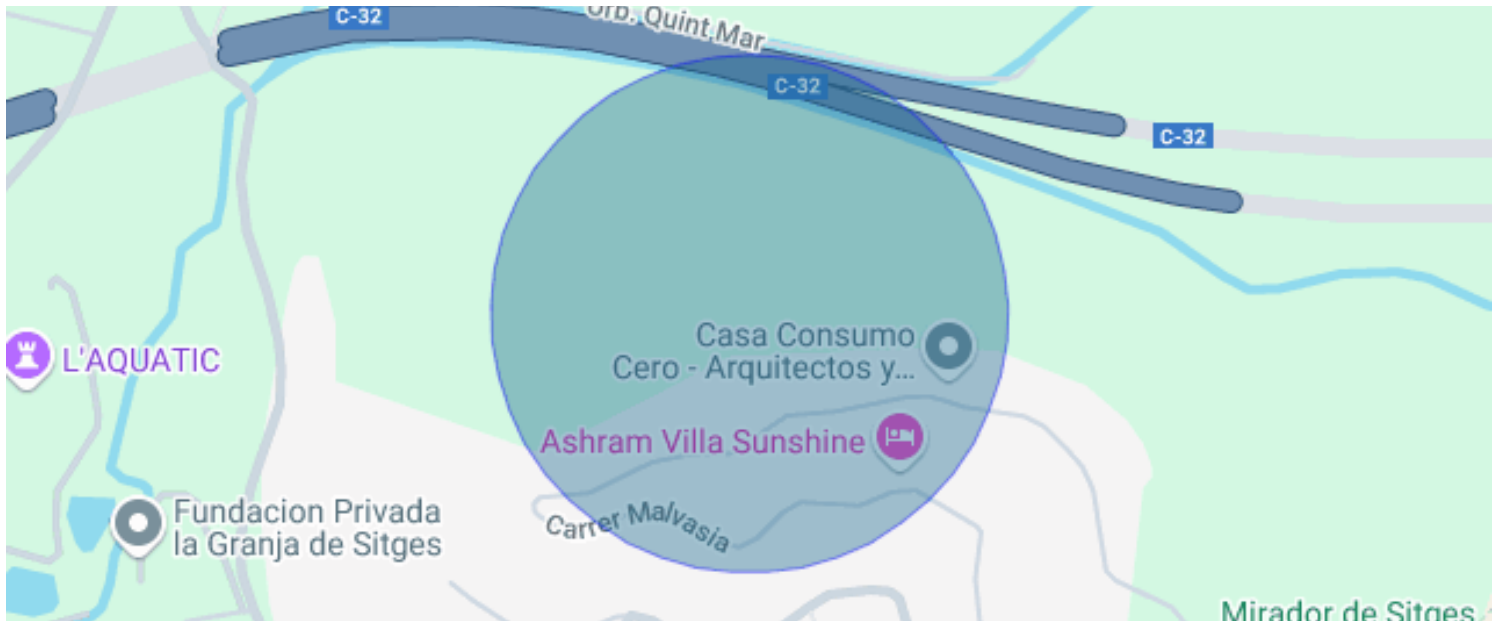 C-32
Urb. Quint Mar
C-32
C-32
Casa Consumo
Cero - Arquitectos y...
L'AQUATIC
Ashram Villa Sunshine
Fundacion Privada
la Granja de Sitges
Carrer Malvasia
Mirador de Sitges